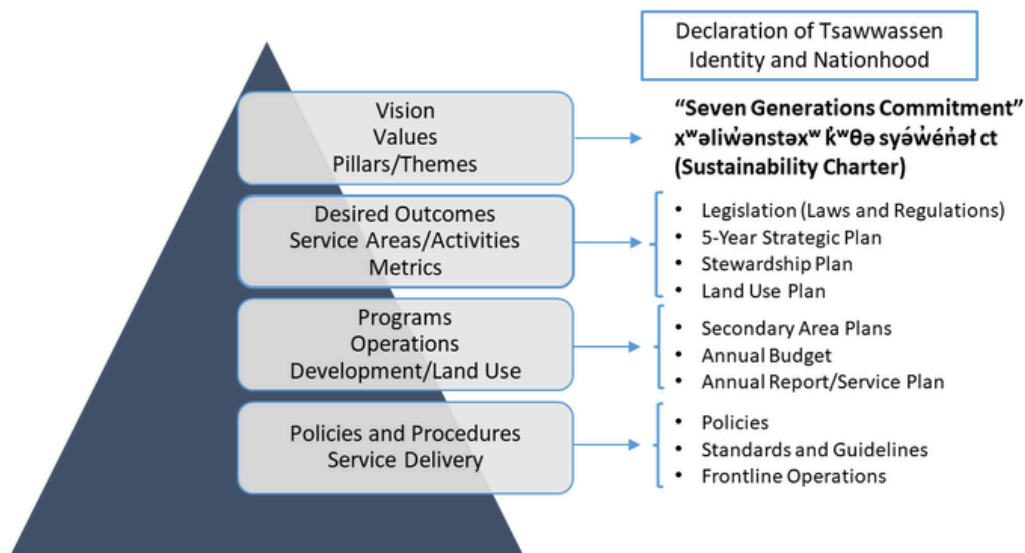 Declaration of Tsawwassen
Identity and Nationhood
Vision
Values
Pillars/Themes
“Seven Generations Commitment”
xʷəliw̓ənstəxʷ k̓ʷθə syəw̓én̓əɬ ct
(Sustainability Charter)
Desired Outcomes
Service Areas/Activities
Metrics
• Legislation (Laws and Regulations)
• 5-Year Strategic Plan
• Stewardship Plan
• Land Use Plan
Programs
Operations
Development/Land Use
• Secondary Area Plans
• Annual Budget
• Annual Report/Service Plan
Policies and Procedures
Service Delivery
• Policies
• Standards and Guidelines
• Frontline Operations